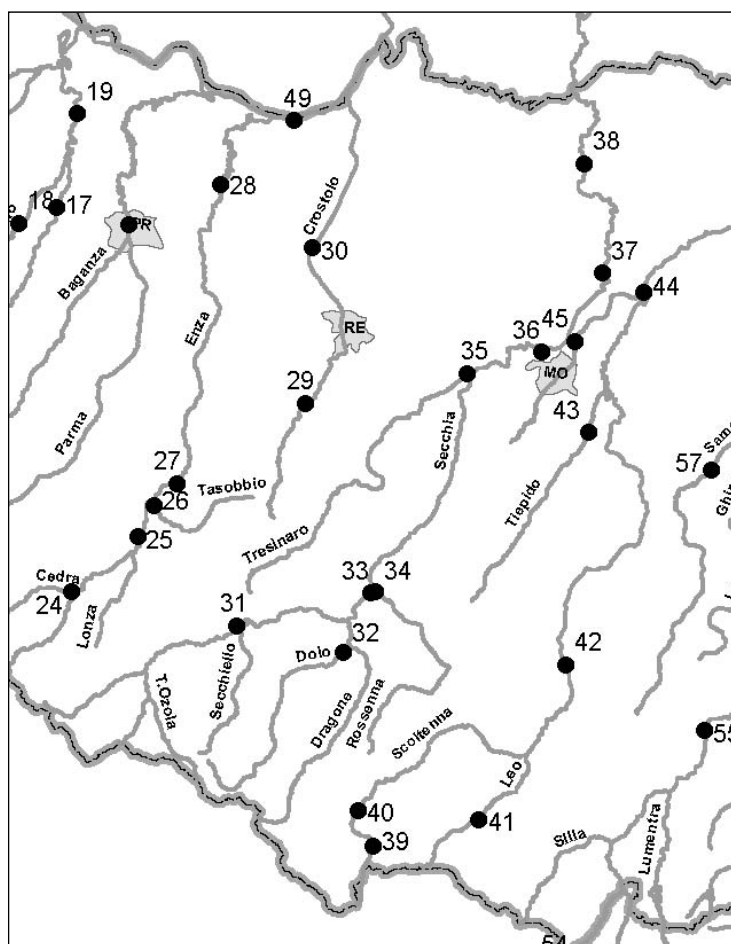 19
49
38
28
18
17
PR
Crostolo
30
Baganza
37
44
Enza
45
RE
36
35
MO
29
43
Parma
Secchia
57
27
Tasobbio
26
Tiepido
25
Tresinaro
Cedra
33
34
24
31
Lonza
32
42
Dolo
Secchiello
T.Ozola
Dragone
Rossenna
Scoltenna
55
Leo
40
41
39
Silla
Lumentra